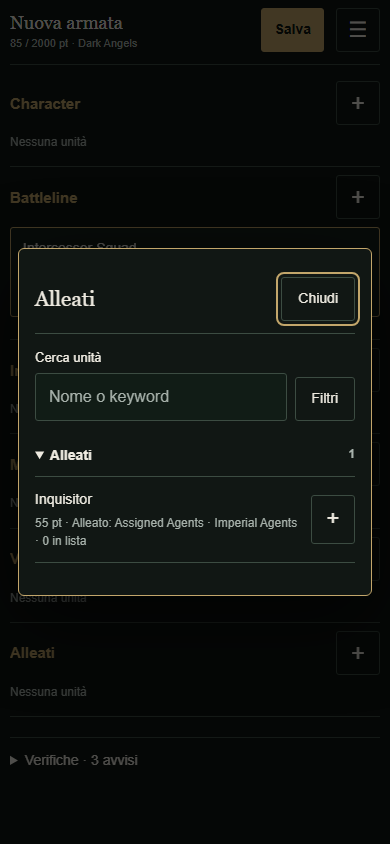 Nuova armata
85 / 2000 pt · Dark Angels
Salva
Character
Nessuna unità
Battleline
Intercessor Squad
Alleati
Chiudi
Cerca unità
Nome o keyword
Filtri
▼ Alleati
1
Inquisitor
55 pt · Alleato: Assigned Agents · Imperial Agents
· 0 in lista
+
Nessuna unità
Alleati
Nessuna unità
▶ Verifiche · 3 avvisi